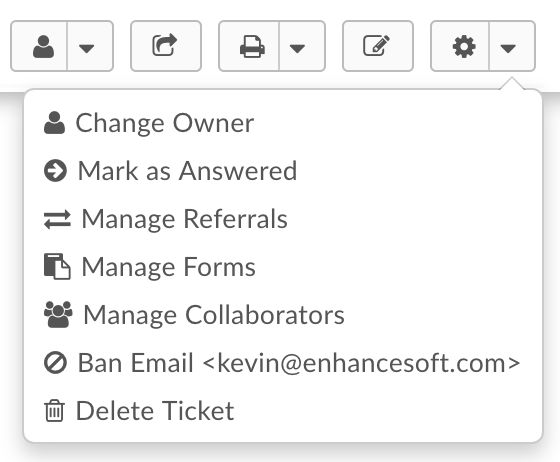 Change Owner
Mark as Answered
Manage Referrals
Manage Forms
Manage Collaborators
Ban Email <kevin@enhancesoft.com>
Delete Ticket